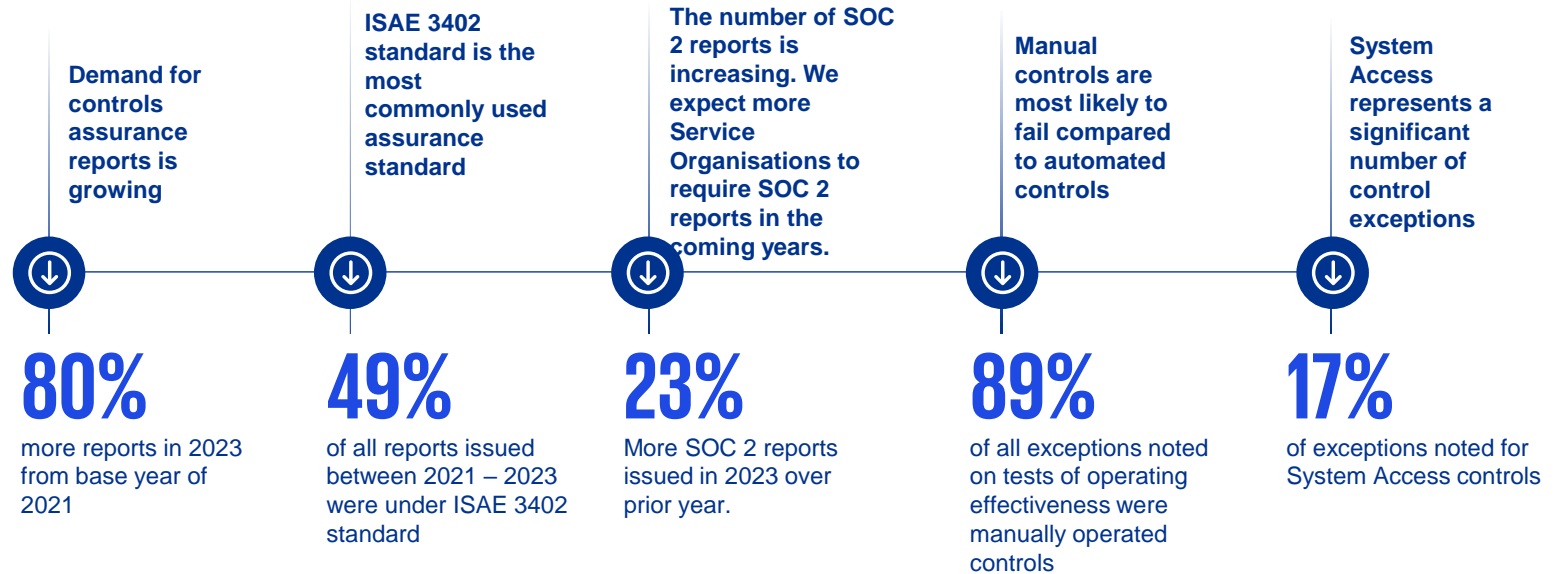 Demand for
controls
assurance
reports is
growing
80%
more reports in 2023
from base year of
2021
ISAE 3402
standard is the
most
commonly used
assurance
standard
49%
of all reports issued
between 2021 – 2023
were under ISAE 3402
standard
The number of SOC
2 reports is
increasing. We
expect more
Service
Organisations to
require SOC 2
reports in the
coming years.
23%
More SOC 2 reports
issued in 2023 over
prior year.
Manual
controls are
most likely to
fail compared
to automated
controls
89%
of all exceptions noted
on tests of operating
effectiveness were
manually operated
controls
System
Access
represents a
significant
number of
control
exceptions
17%
of exceptions noted for
System Access controls